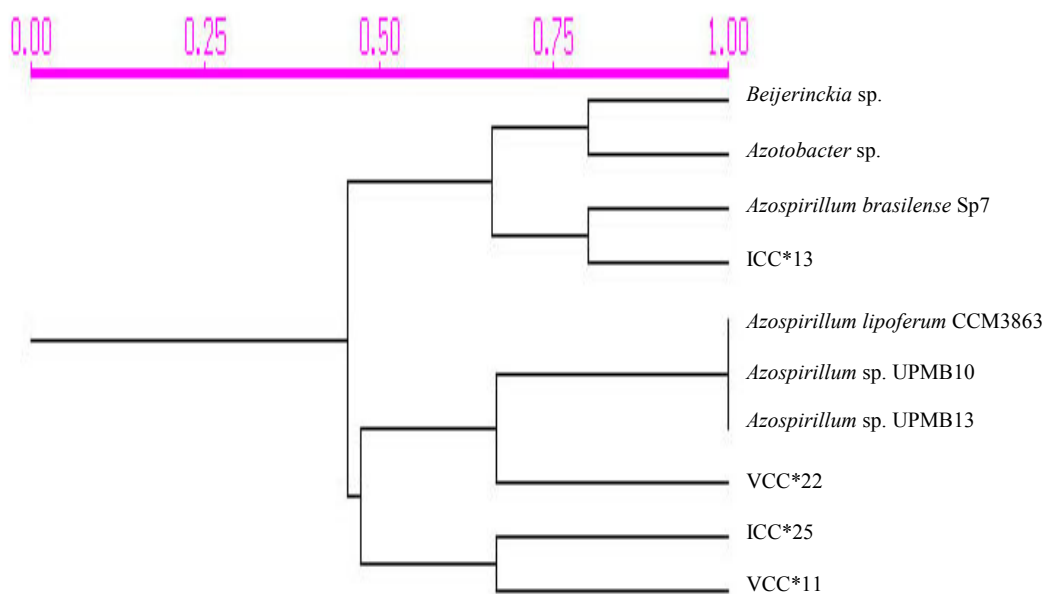 0.00 0.25 0.50 0.75 1.00
Beijerinckia sp.
Azotobacter sp.
Azospirillum brasilense Sp7
ICC*13
Azospirillum lipoferum CCM3863
Azospirillum sp. UPMB10
Azospirillum sp. UPMB13
VCC*22
ICC*25
VCC*11